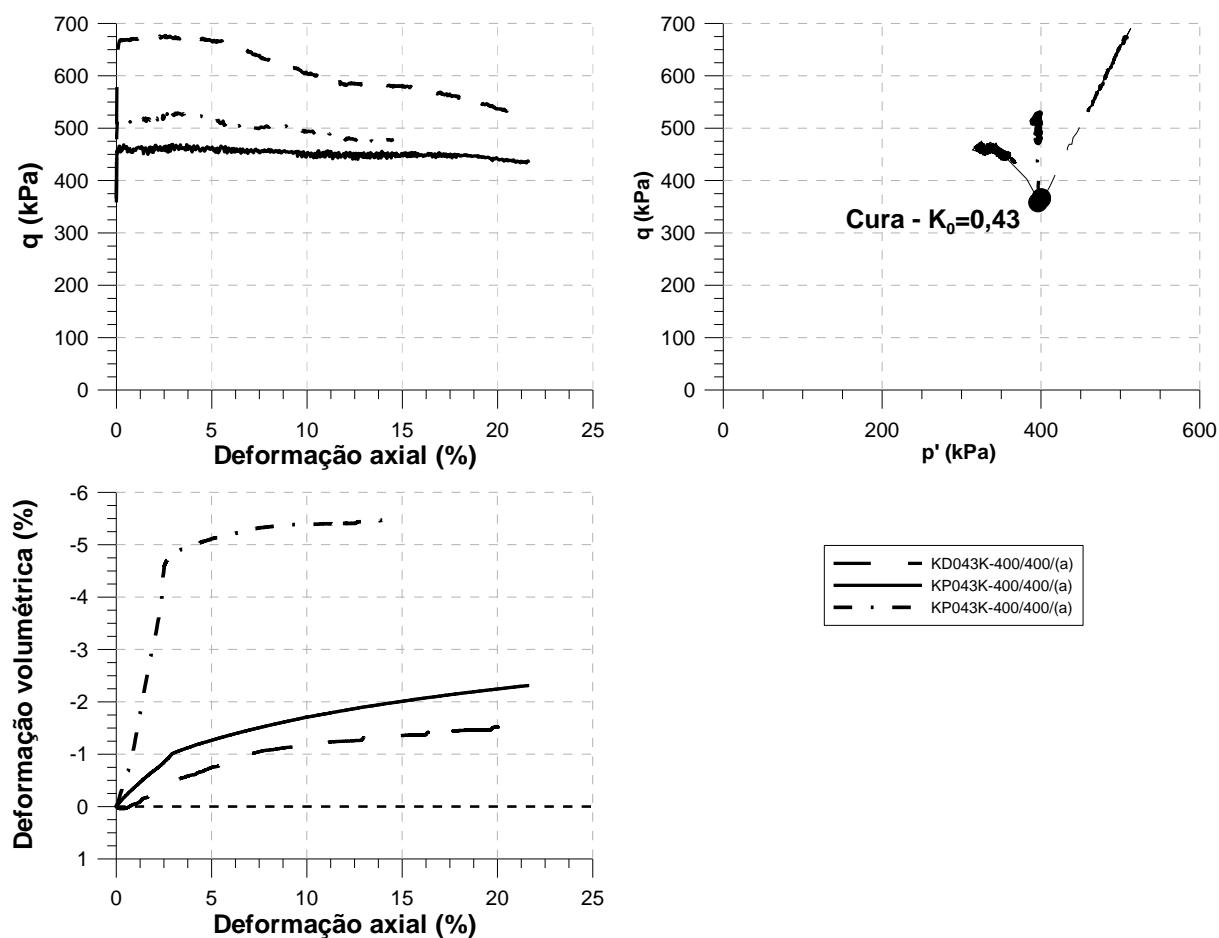 700
600
500
400
300
200
100
0
q (kPa)
0 5 10 15 20 25
Deformação axial (%)
700
600
500
400
300
200
100
0
q (kPa)
Cura - K₀=0,43
0 200 400 600
p' (kPa)
-6
-5
-4
-3
-2
-1
0
1
Deformação volumétrica (%)
0 5 10 15 20 25
Deformação axial (%)
KD043K-400/400/(a)
KP043K-400/400/(a)
KP043K-400/400/(a)